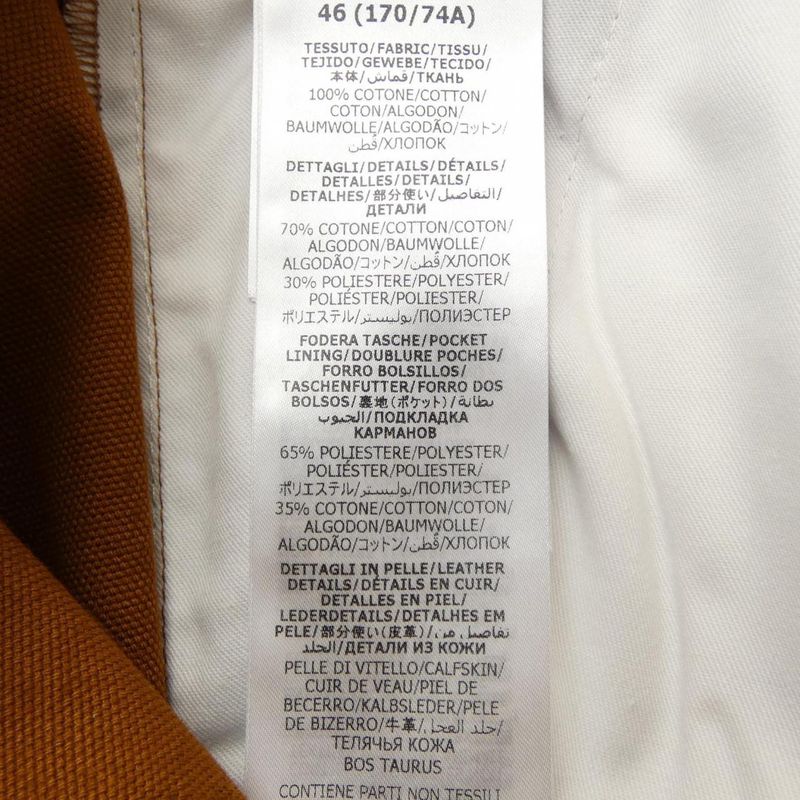 46 (170/74A)
TESSUTO/FABRIC/TISSU/
TEJIDO/GEWEBE/TECIDO/
本体/قماش/ТКАНЬ
100% COTONE/COTTON/
COTON/ALGODON/
BAUMWOLLE/ALGODÃO/コットン/
قُطن/ХЛОПОК
DETTAGLI/DETAILS/DÉTAILS/
DETALLES/DETAILS/
DETALHES/部分使い/التفاصيل/
ДЕТАЛИ
70% COTONE/COTTON/COTON/
ALGODON/BAUMWOLLE/
ALGODÃO/コットン/قُطن/ХЛОПОК
30% POLIESTERE/POLYESTER/
POLIÉSTER/POLIESTER/
ポリエステル/بوليستر/ПОЛИЭСТЕР
FODERA TASCHE/POCKET
LINING/DOUBLURE POCHES/
FORRO BOLSILLOS/
TASCHENFUTTER/FORRO DOS
BOLSOS/裏地(ポケット)/بطانة
الجيوب/ПОДКЛАДКА
КАРМАНОВ
65% POLIESTERE/POLYESTER/
POLIÉSTER/POLIESTER/
ポリエステル/بوليستر/ПОЛИЭСТЕР
35% COTONE/COTTON/COTON/
ALGODON/BAUMWOLLE/
ALGODÃO/コットン/قُطن/ХЛОПОК
DETTAGLI IN PELLE/LEATHER
DETAILS/DÉTAILS EN CUIR/
DETALLES EN PIEL/
LEDERDETAILS/DETALHES EM
PELE/部分使い(皮革)/تفاصيل من
الجلد/ДЕТАЛИ ИЗ КОЖИ
PELLE DI VITELLO/CALFSKIN/
CUIR DE VEAU/PIEL DE
BECERRO/KALBSLEDER/PELE
DE BIZERRO/牛革/جلد العجل/
ТЕЛЯЧЬЯ КОЖА
BOS TAURUS
CONTIENE PARTI NON TESSILI